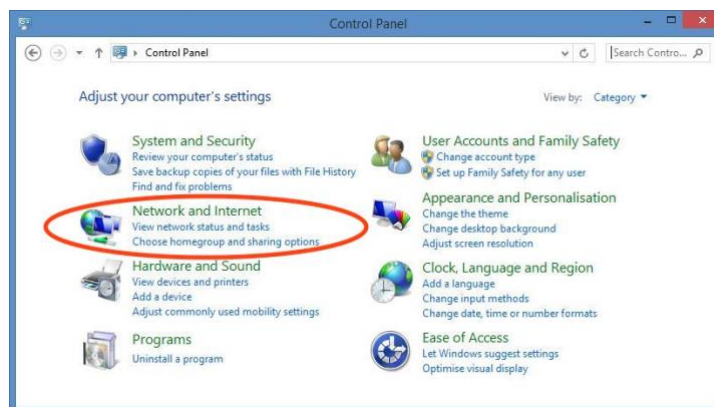 Control Panel
Control Panel
Search Contro...
Adjust your computer's settings
View by: Category
System and Security
Review your computer's status
Save backup copies of your files with File History
Find and fix problems
Network and Internet
View network status and tasks
Choose homegroup and sharing options
Hardware and Sound
View devices and printers
Add a device
Adjust commonly used mobility settings
Programs
Uninstall a program
User Accounts and Family Safety
Change account type
Set up Family Safety for any user
Appearance and Personalisation
Change the theme
Change desktop background
Adjust screen resolution
Clock, Language and Region
Add a language
Change input methods
Change date, time or number formats
Ease of Access
Let Windows suggest settings
Optimise visual display